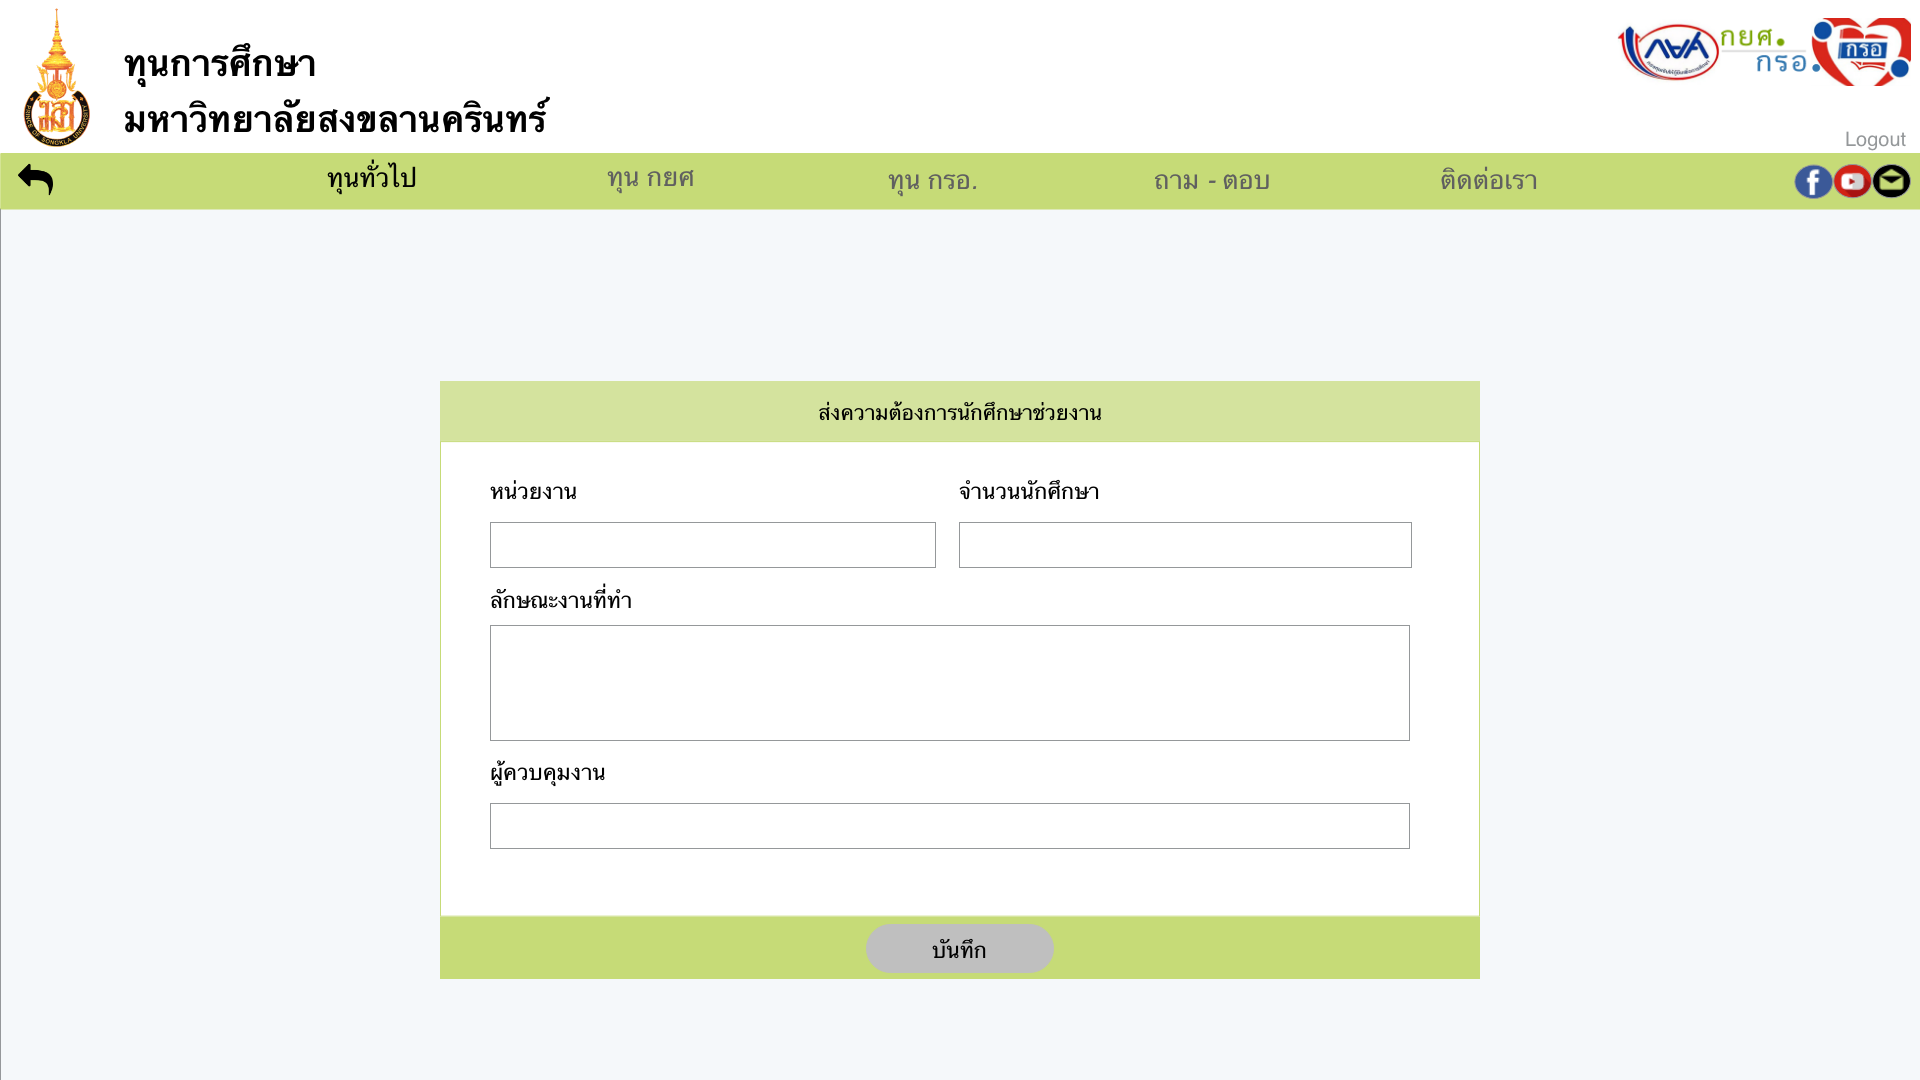 ทุนการศึกษา
มหาวิทยาลัยสงขลานครินทร์
กยศ.
กรอ.
กรอ
Logout
ทุนทั่วไป
ทุน กยศ
ทุน กรอ.
ถาม - ตอบ
ติดต่อเรา
ส่งความต้องการนักศึกษาช่วยงาน
หน่วยงาน
จำนวนนักศึกษา
ลักษณะงานที่ทำ
ผู้ควบคุมงาน
บันทึก